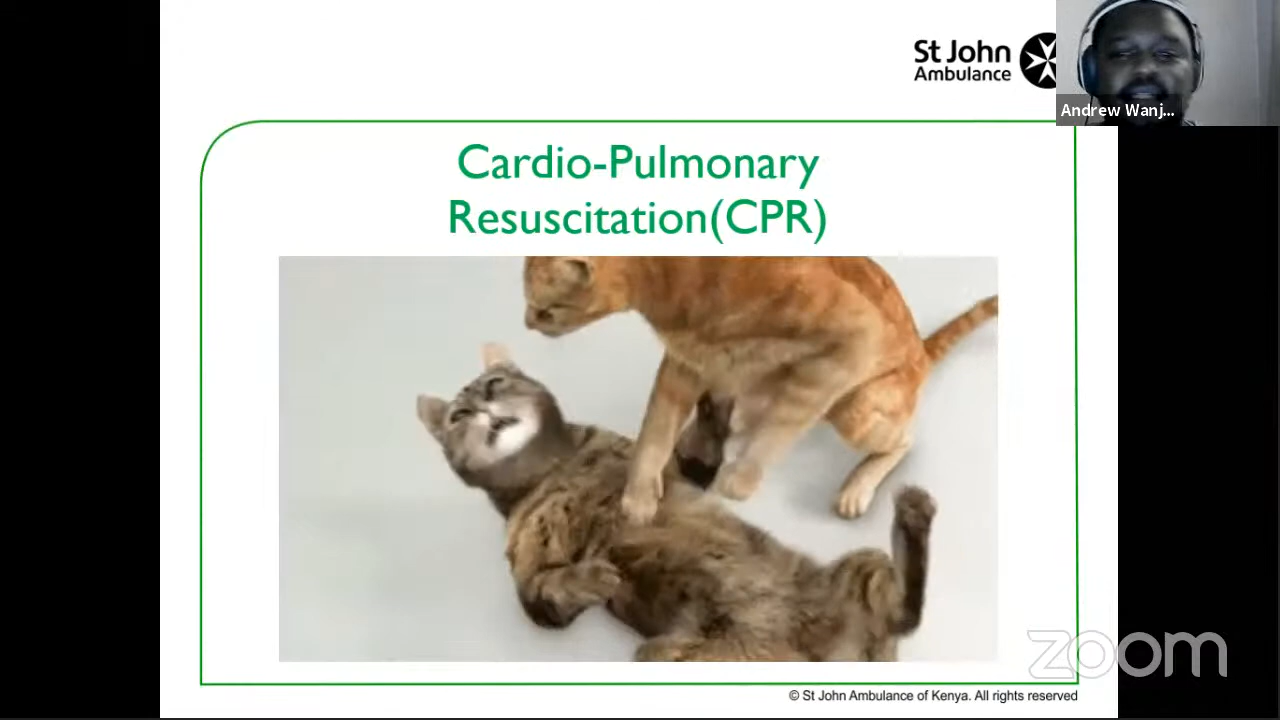 St John
Ambulance
Andrew Wanj...
Cardio-Pulmonary
Resuscitation(CPR)
zoom
© St John Ambulance of Kenya. All rights reserved